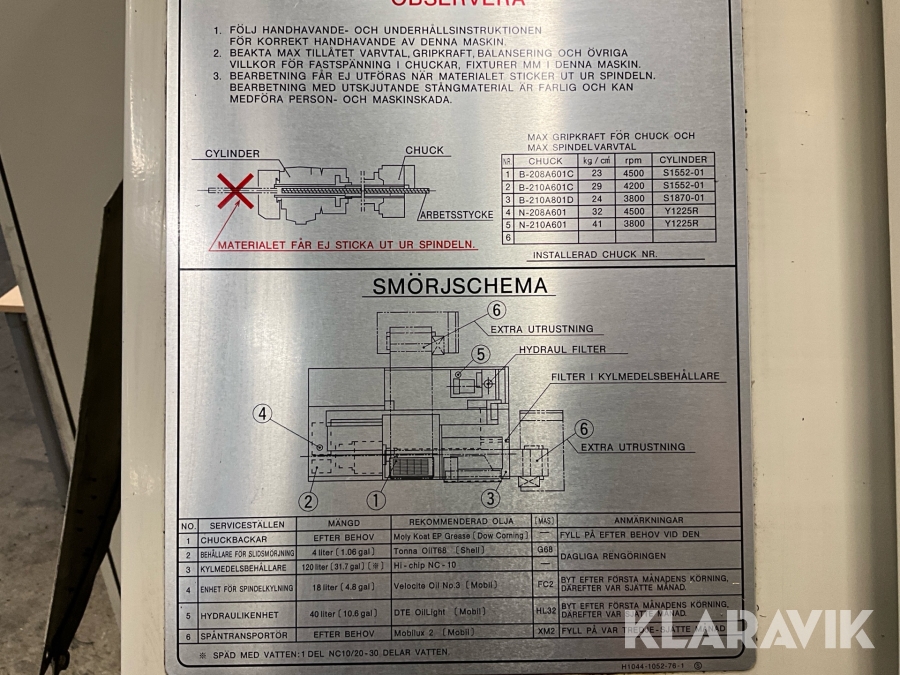 OBSERVERA
1. FÖLJ HANDHAVANDE- OCH UNDERHÅLLSINSTRUKTIONEN
FÖR KORREKT HANDHAVANDE AV DENNA MASKIN.
2. BEAKTA MAX TILLÅTET VARVTAL, GRIPKRAFT, BALANSERING OCH ÖVRIGA
VILLKOR FÖR FASTSPÄNNING I CHUCKAR, FIXTURER MM I DENNA MASKIN.
3. BEARBETNING FÅR EJ UTFÖRAS NÄR MATERIALET STICKER UT UR SPINDELN.
BEARBETNING MED UTSKJUTANDE STÅNGMATERIAL ÄR FARLIG OCH KAN
MEDFÖRA PERSON- OCH MASKINSKADA.
CYLINDER
CHUCK
ARBETSSTYCKE
MATERIALET FÅR EJ STICKA UT UR SPINDELN.
MAX GRIPKRAFT FÖR CHUCK OCH
MAX SPINDELVARVTAL
NR CHUCK kg/cm² rpm CYLINDER
1 B-208A601C 23 4500 S1552-01
2 B-210A601C 29 4200 S1552-01
3 B-210A801D 24 3800 S1870-01
4 N-208A601 32 4500 Y1225R
5 N-210A601 41 3800 Y1225R
6
INSTALLERAD CHUCK NR.
SMÖRJSCHEMA
6
EXTRA UTRUSTNING
5
HYDRAUL FILTER
FILTER I KYLMEDELSBEHÅLLARE
4
6
EXTRA UTRUSTNING
2 1 3
NO. SERVICESTÄLLEN MÄNGD REKOMMENDERAD OLJA [MAS] ANMÄRKNINGAR
1 CHUCKBACKAR EFTER BEHOV Moly Koat EP Grease [Dow Corning] — FYLL PÅ EFTER BEHOV VID DEN
2 BEHÅLLARE FÖR SLIDSMÖRJNING 4 liter [1.06 gal] Tonna OilT68 [Shell] G68
DAGLIGA RENGÖRINGEN
3 KYLMEDELSBEHÅLLARE 120 liter [31.7 gal] [※] Hi-chip NC-10 —
4 ENHET FÖR SPINDELKYLNING 18 liter [4.8 gal] Velocite Oil No.3 [Mobil] FC2 BYT EFTER FÖRSTA MÅNADENS KÖRNING,
DÄREFTER VAR SJÄTTE MÅNAD.
5 HYDRAULIKENHET 40 liter (10.6 gal) DTE OilLight [Mobil] HL32 BYT EFTER FÖRSTA MÅNADENS KÖRNING,
DÄREFTER VAR SJÄTTE MÅNAD.
6 SPÅNTRANSPORTÖR EFTER BEHOV Mobilux 2 [Mobil] XM2 FYLL PÅ VAR TREDJE-SJÄTTE MÅNAD
※ SPÄD MED VATTEN: 1 DEL NC10/20-30 DELAR VATTEN.
H1044-1052-76-1 Ⓢ
KLARAVIK